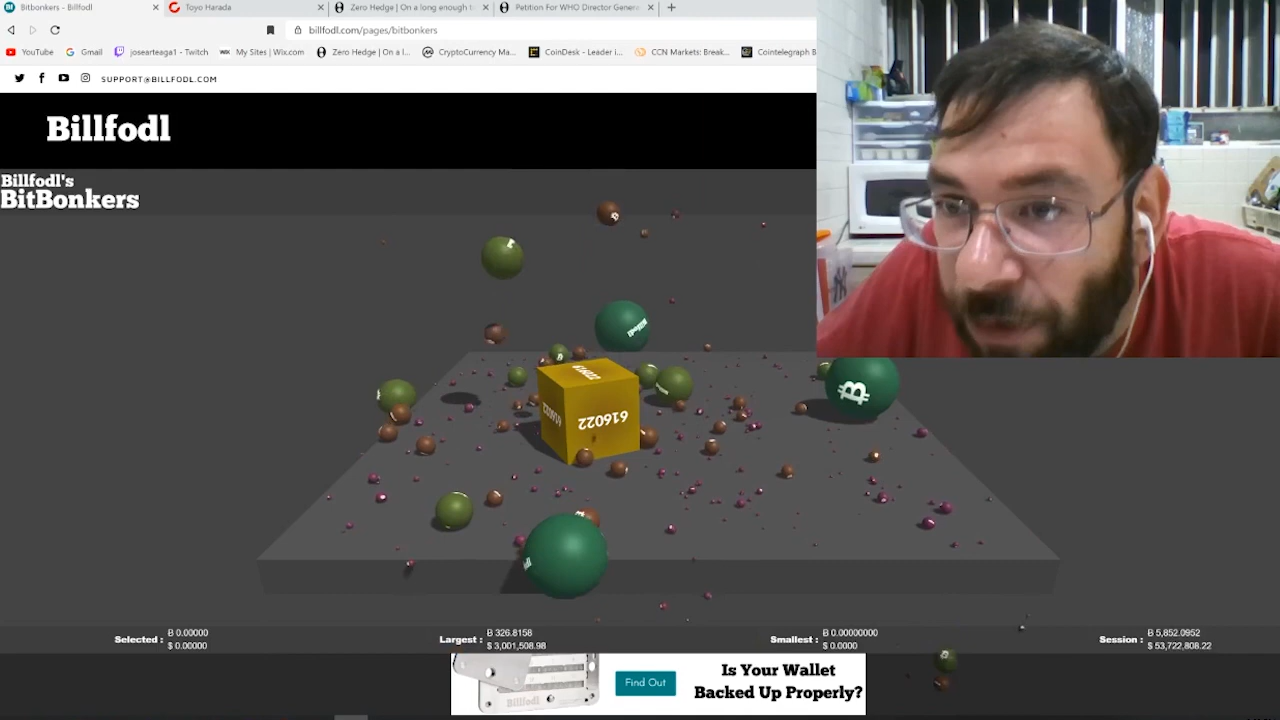 Bitbonkers - Billfodl
Toyo Harada
Zero Hedge | On a long enough t
Petition For WHO Director Genera
billfodl.com/pages/bitbonkers
YouTube
Gmail
josearteaga1 - Twitch
WiX
My Sites | Wix.com
Zero Hedge | On a l...
CryptoCurrency Ma...
CoinDesk - Leader i...
CCN Markets: Break...
Cointelegraph B
SUPPORT@BILLFODL.COM
Billfodl
Billfodl's
BitBonkers
616022
616022
616022
Selected :
Ƀ 0.00000
$ 0.00000
Largest :
Ƀ 326.8158
$ 3,001,508.98
Smallest :
Ƀ 0.00000000
$ 0.0000
Session :
Ƀ 5,852.0952
$ 53,722,808.22
Billfodl
Find Out
Is Your Wallet
Backed Up Properly?